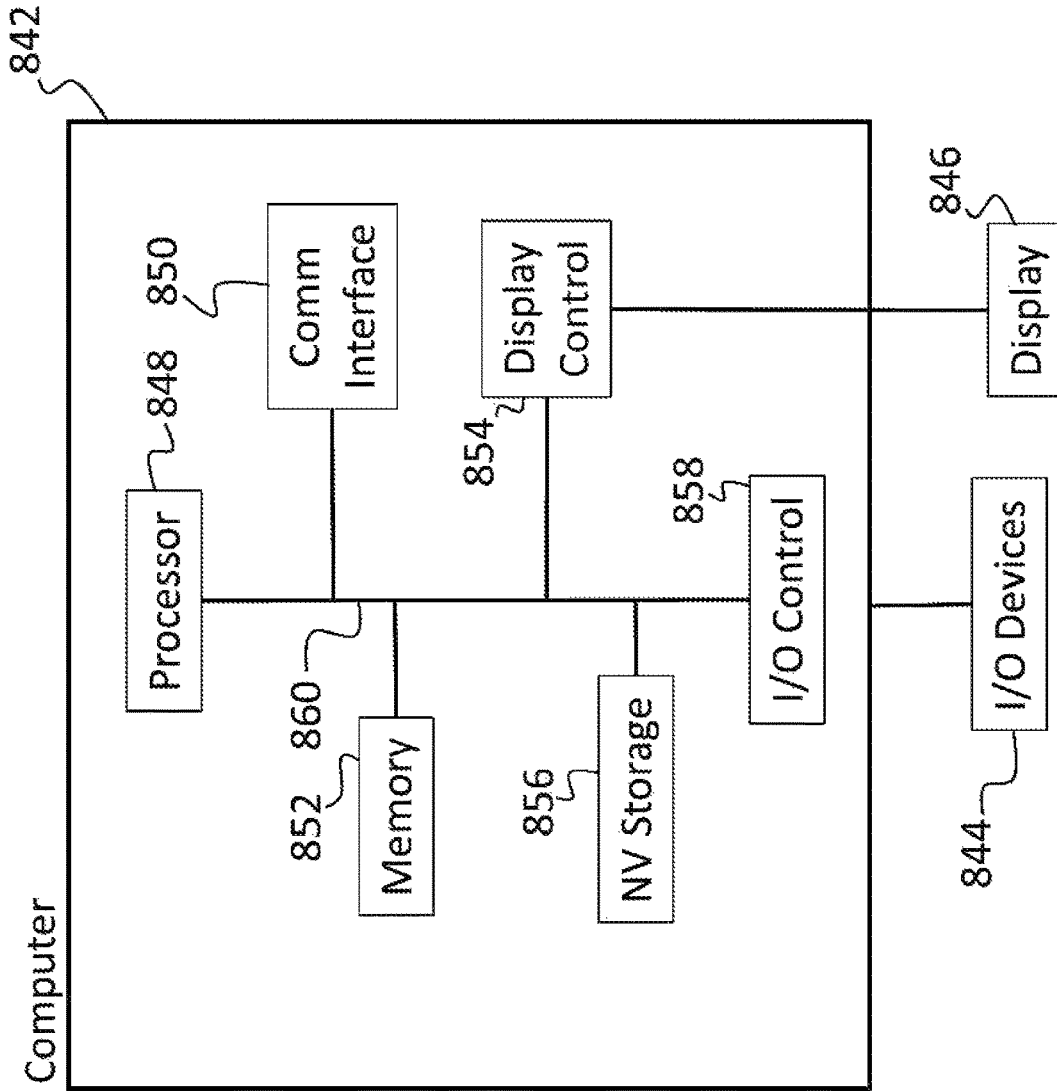 Computer
842
Processor
848
850
Comm
Interface
860
852
Memory
854
Display
Control
856
NV Storage
858
I/O Control
844
I/O Devices
846
Display